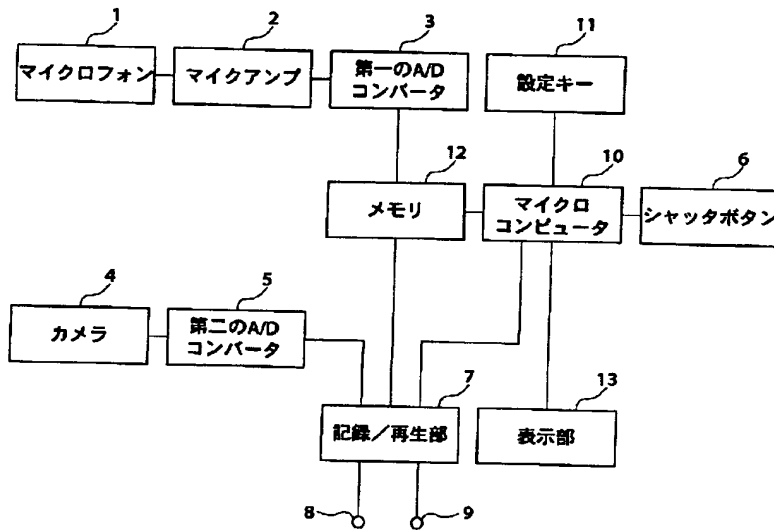 1
2
3
11
マイクロフォン
マイクアンプ
第一のA/D
コンバータ
設定キー
12
10
6
メモリ
マイクロ
コンピュータ
シャッタボタン
4
5
カメラ
第二のA/D
コンバータ
7
13
記録／再生部
表示部
8
9